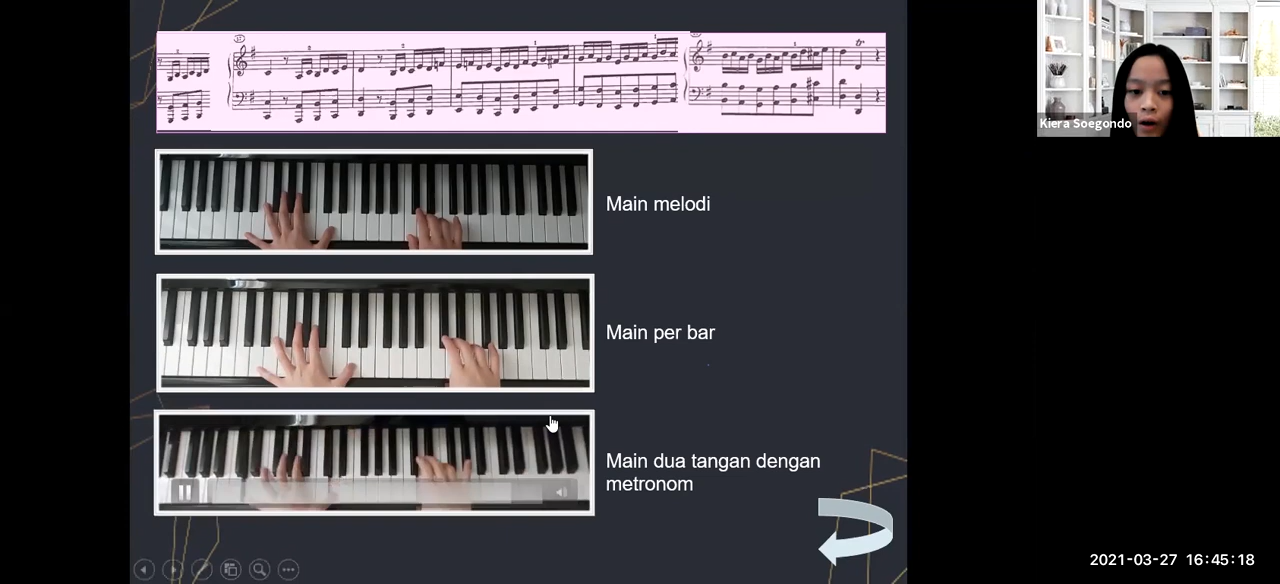 Kiera Soegondo
Main melodi
Main per bar
Main dua tangan dengan
metronom
2021-03-27 16:45:18